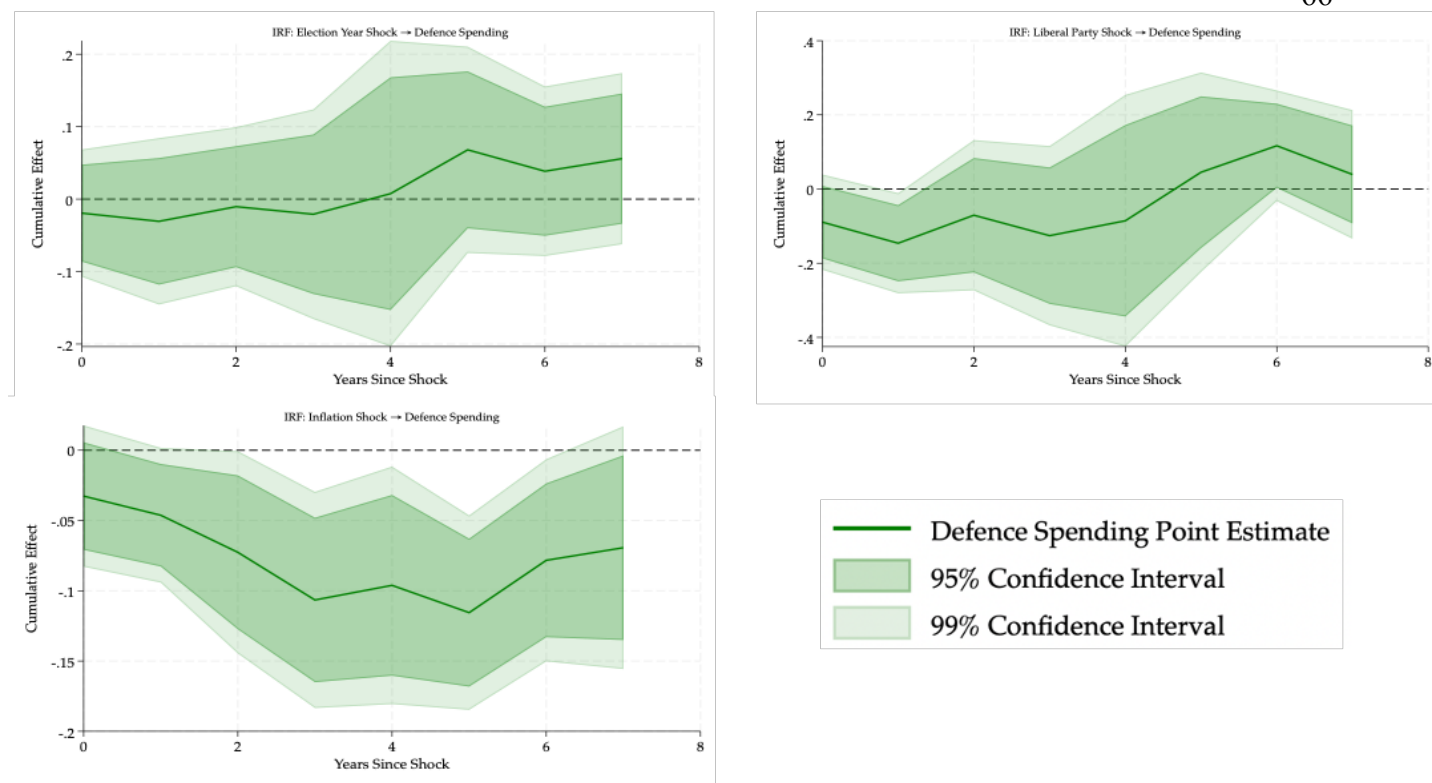 IRF: Election Year Shock → Defence Spending
Cumulative Effect
.2
.1
0
-.1
-.2
0 2 4 6 8
Years Since Shock
IRF: Liberal Party Shock → Defence Spending
Cumulative Effect
.4
.2
0
-.2
-.4
0 2 4 6 8
Years Since Shock
IRF: Inflation Shock → Defence Spending
Cumulative Effect
0
-.05
-.1
-.15
-.2
0 2 4 6 8
Years Since Shock
Defence Spending Point Estimate
95% Confidence Interval
99% Confidence Interval